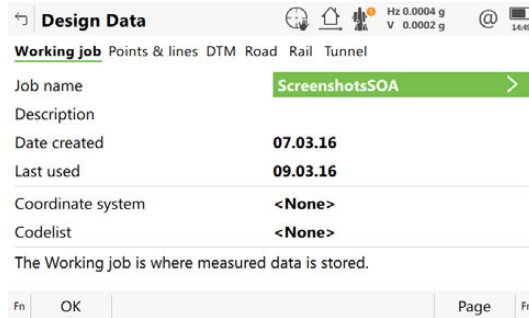 Design Data
Hz 0.0004 g
V 0.0002 g
@
14:49
Working job Points & lines DTM Road Rail Tunnel
Job name ScreenshotsSOA
Description
Date created 07.03.16
Last used 09.03.16
Coordinate system <None>
Codelist <None>
The Working job is where measured data is stored.
Fn OK Page F